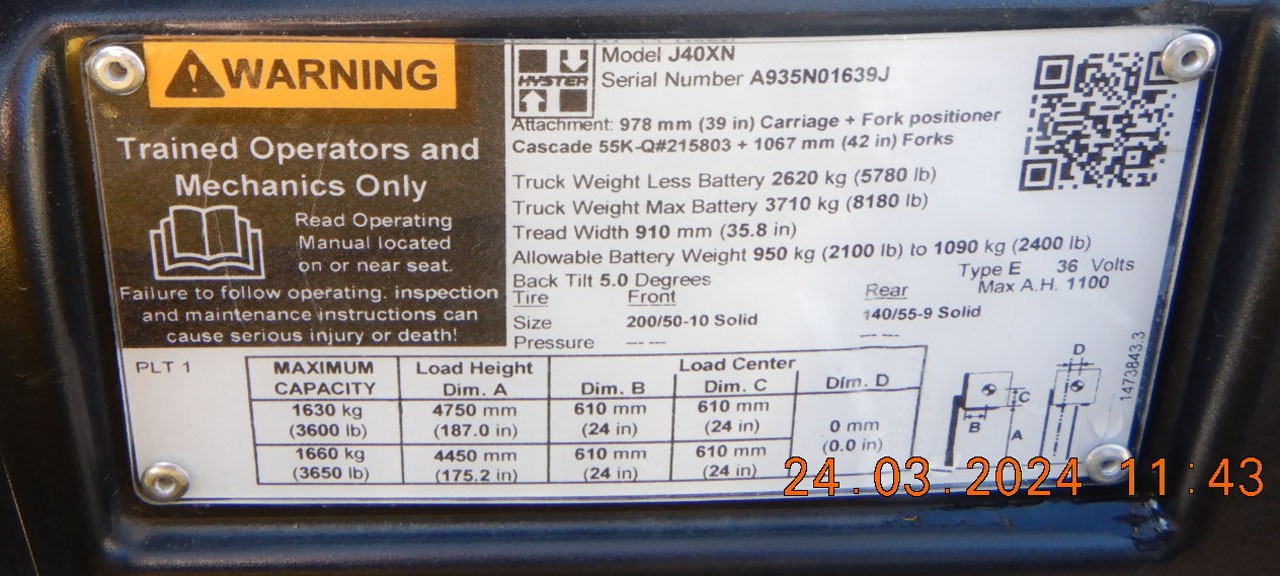 WARNING
Trained Operators and
Mechanics Only
Read Operating
Manual located
on or near seat.
Failure to follow operating. inspection
and maintenance instructions can
cause serious injury or death!
HYSTER
Model J40XN
Serial Number A935N01639J
Attachment: 978 mm (39 in) Carriage + Fork positioner
Cascade 55K-Q#215803 + 1067 mm (42 in) Forks
Truck Weight Less Battery 2620 kg (5780 lb)
Truck Weight Max Battery 3710 kg (8180 lb)
Tread Width 910 mm (35.8 in)
Allowable Battery Weight 950 kg (2100 lb) to 1090 kg (2400 lb)
Back Tilt 5.0 Degrees Type E 36 Volts
Max A.H. 1100
Tire Front Rear
Size 200/50-10 Solid 140/55-9 Solid
Pressure --- --- --- ---
PLT 1
MAXIMUM Load Height Load Center
CAPACITY Dim. A Dim. B Dim. C Dim. D
1630 kg 4750 mm 610 mm 610 mm
(3600 lb) (187.0 in) (24 in) (24 in) 0 mm
1660 kg 4450 mm 610 mm 610 mm (0.0 in)
(3650 lb) (175.2 in) (24 in) (24 in)
D
C
B
A
1473843.3
24.03.2024 11:43